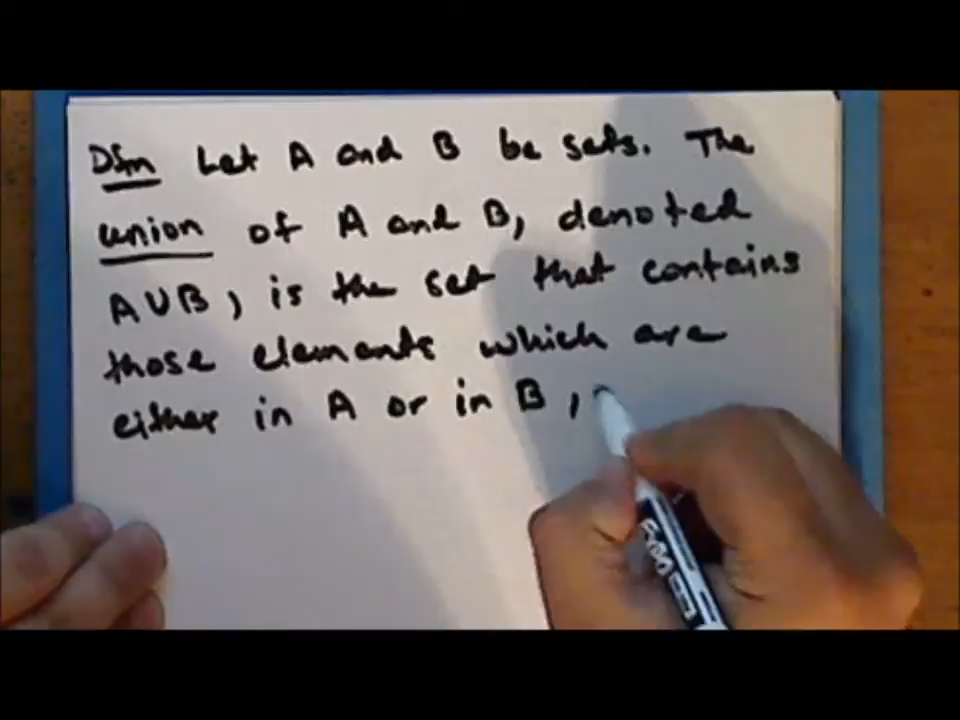 Dfn Let A and B be sets. The
union of A and B, denoted
A∪B, is the set that contains
those elements which are
either in A or in B,
EXPO